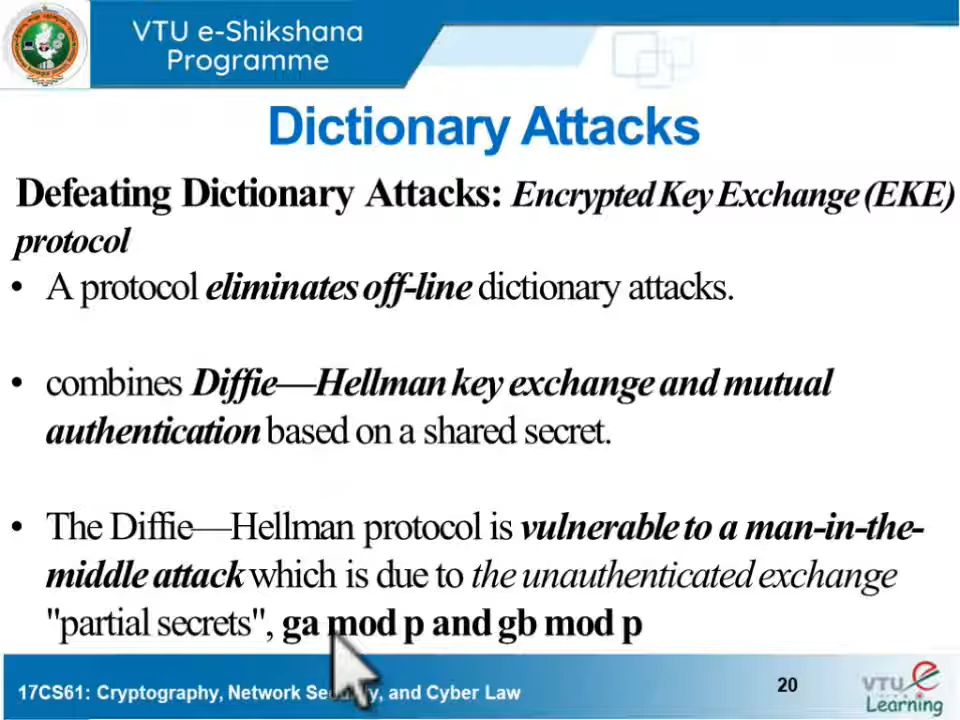 VTU e-Shikshana
Programme
Dictionary Attacks
Defeating Dictionary Attacks: Encrypted Key Exchange (EKE)
protocol
• A protocol eliminates off-line dictionary attacks.
• combines Diffie—Hellman key exchange and mutual
authentication based on a shared secret.
• The Diffie—Hellman protocol is vulnerable to a man-in-the-
middle attack which is due to the unauthenticated exchange
"partial secrets", ga mod p and gb mod p
17CS61: Cryptography, Network Security, and Cyber Law
20
VTU e
Learning